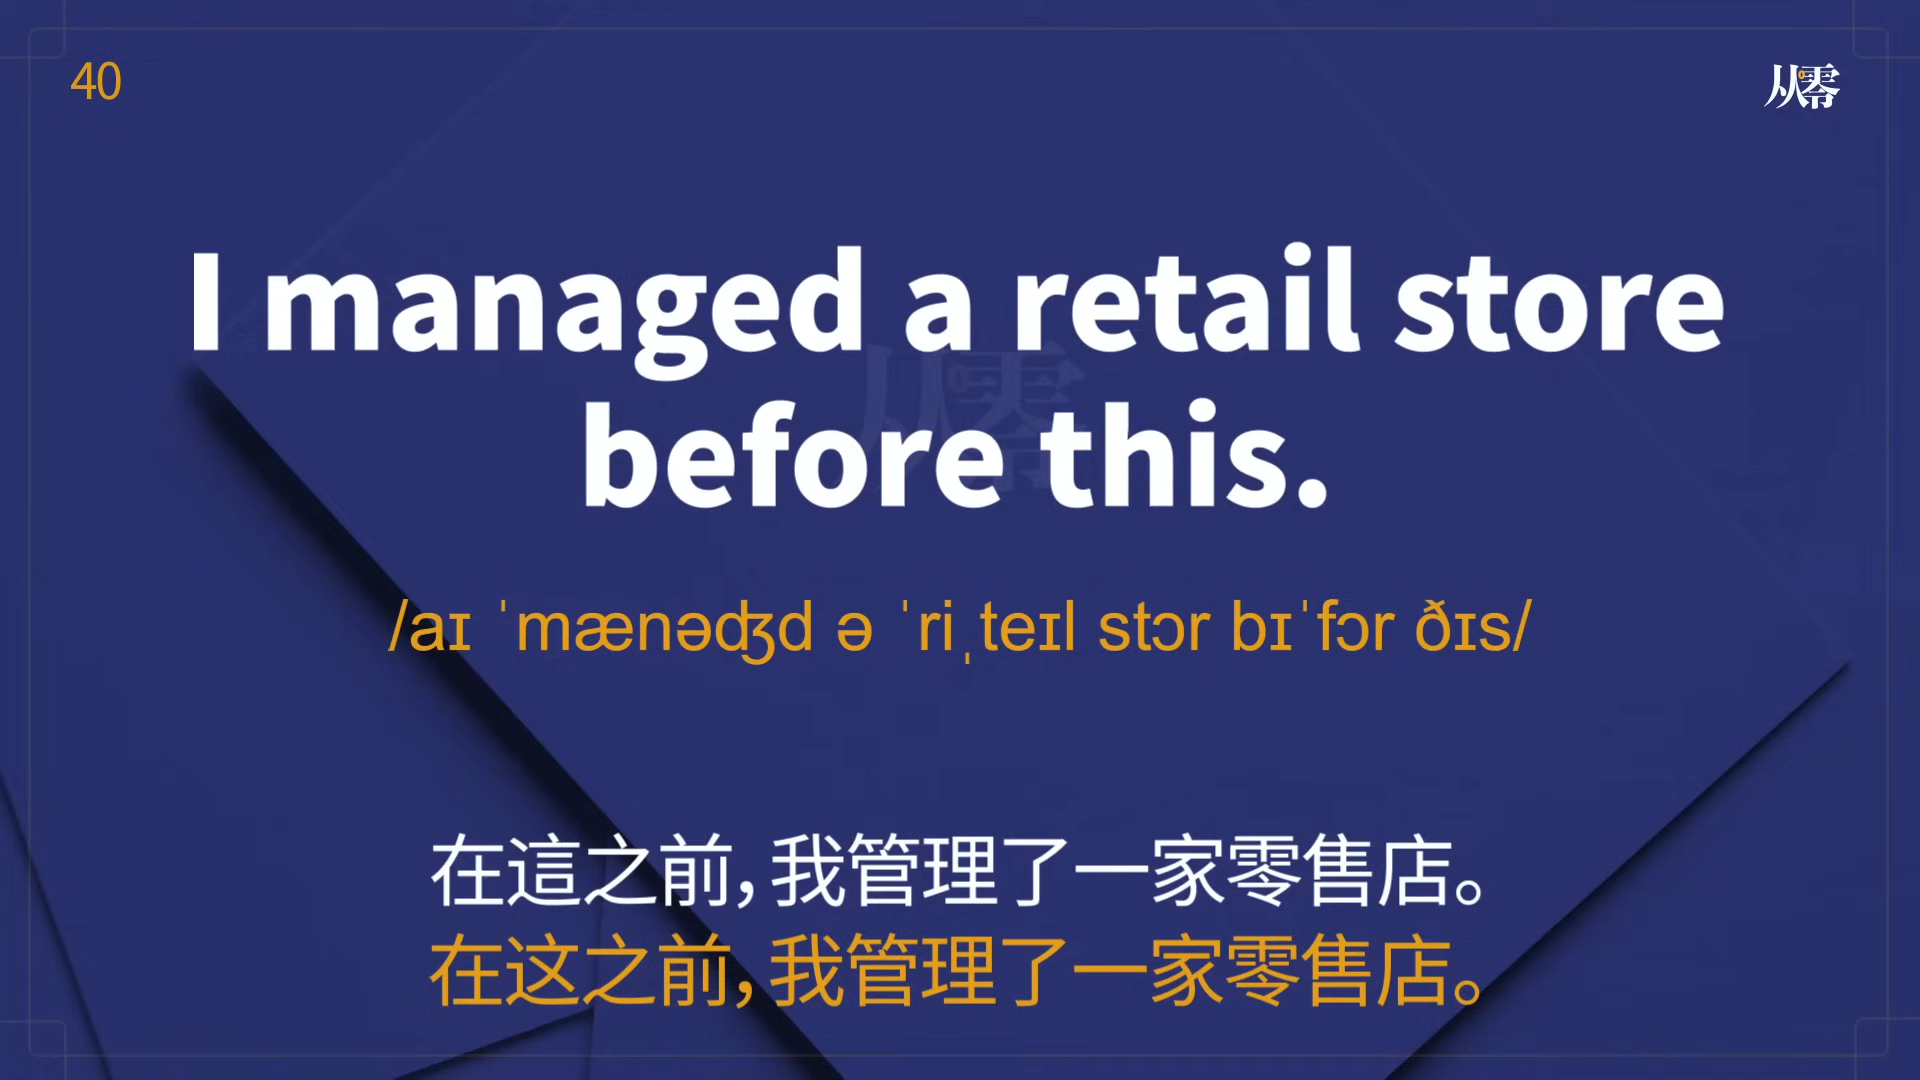 40
从零
I managed a retail store
before this.
/aɪ ˈmænəʤd ə ˈriˌteɪl stɔr bɪˈfɔr ðɪs/
在這之前，我管理了一家零售店。
在这之前，我管理了一家零售店。